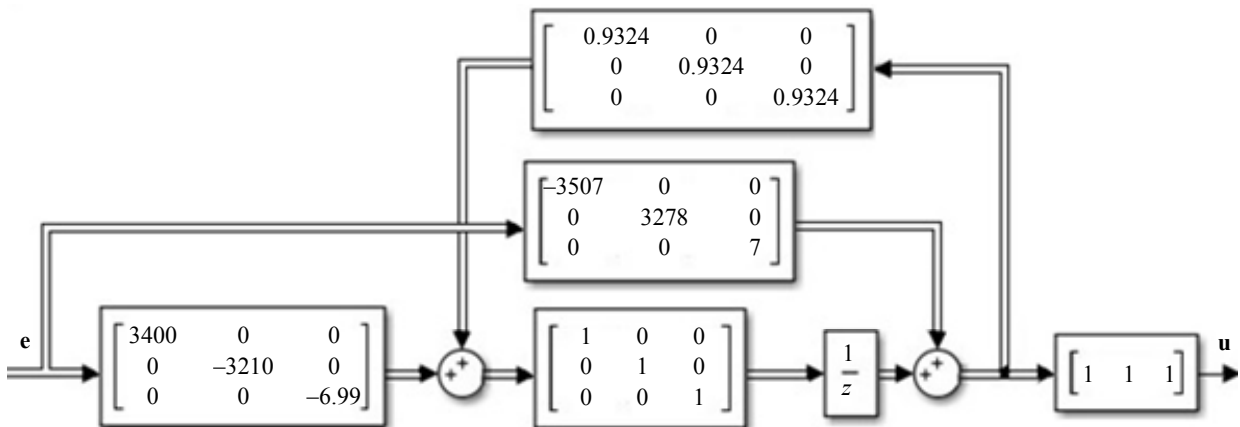 0.9324 0 0
0 0.9324 0
0 0 0.9324
–3507 0 0
0 3278 0
0 0 7
e
3400 0 0
0 –3210 0
0 0 –6.99
+ +
1 0 0
0 1 0
0 0 1
1
z
+ +
1 1 1
u